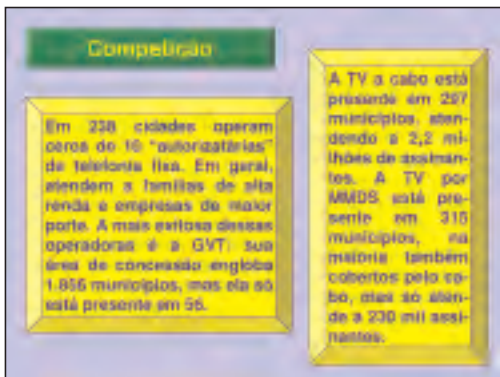 Competição
Em 238 cidades operam
cerca de 10 "autorizatárias"
de telefonia fixa. Em geral,
atendem a famílias de alta
renda e empresas de maior
porte. A mais exitosa dessas
operadoras é a GVT: sua
área de concessão engloba
1.856 municípios, mas ela só
está presente em 56.
A TV a cabo está
presente em 297
municípios, aten-
dendo a 2,2 mi-
lhões de assinan-
tes. A TV por
MMDS está pre-
sente em 315
municípios, na
maioria também
cobertos pelo ca-
bo, mas só aten-
de a 230 mil assi-
nantes.